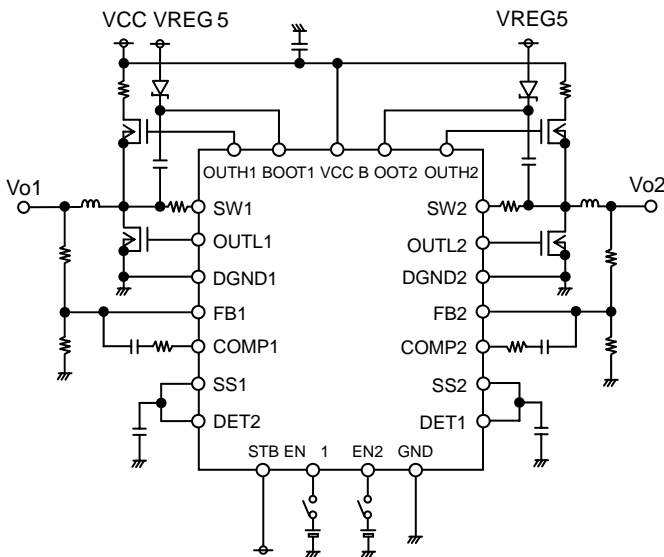 VCC VREG 5 VREG5
OUTH1 BOOT1 VCC B OOT2 OUTH2
Vo1 Vo2
SW1 SW2
OUTL1 OUTL2
DGND1 DGND2
FB1 FB2
COMP1 COMP2
SS1 SS2
DET2 DET1
STB EN 1 EN2 GND